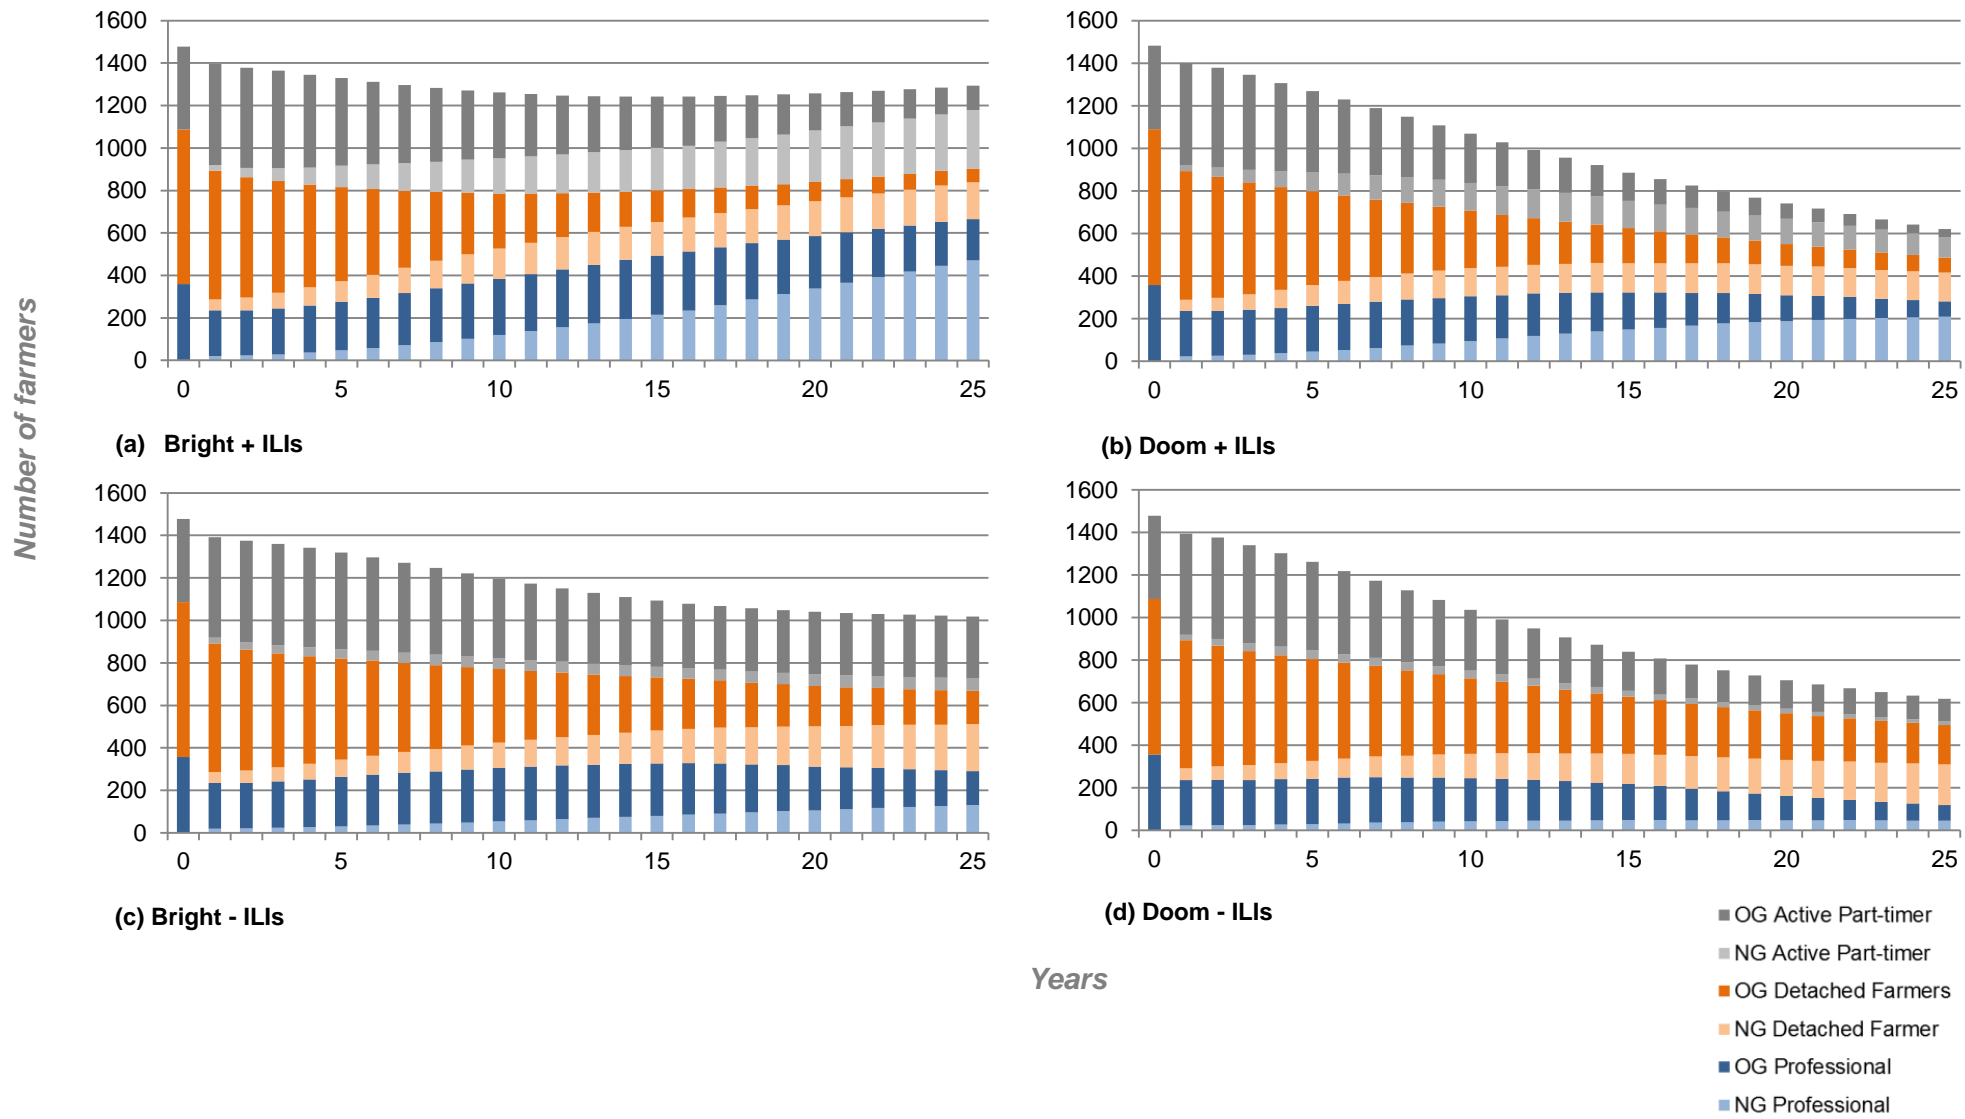 Number of farmers
1600
1400
1200
1000
800
600
400
200
0
0 5 10 15 20 25
(a) Bright + ILIs
1600
1400
1200
1000
800
600
400
200
0
0 5 10 15 20 25
(b) Doom + ILIs
1600
1400
1200
1000
800
600
400
200
0
0 5 10 15 20 25
(c) Bright - ILIs
1600
1400
1200
1000
800
600
400
200
0
0 5 10 15 20 25
(d) Doom - ILIs
Years
OG Active Part-timer
NG Active Part-timer
OG Detached Farmers
NG Detached Farmer
OG Professional
NG Professional